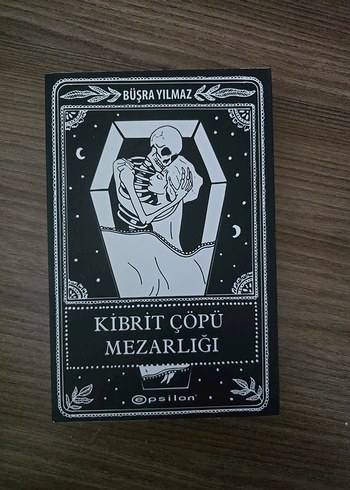 BÜŞRA YILMAZ
KİBRİT ÇÖPÜ
MEZARLIĞI
epsilon